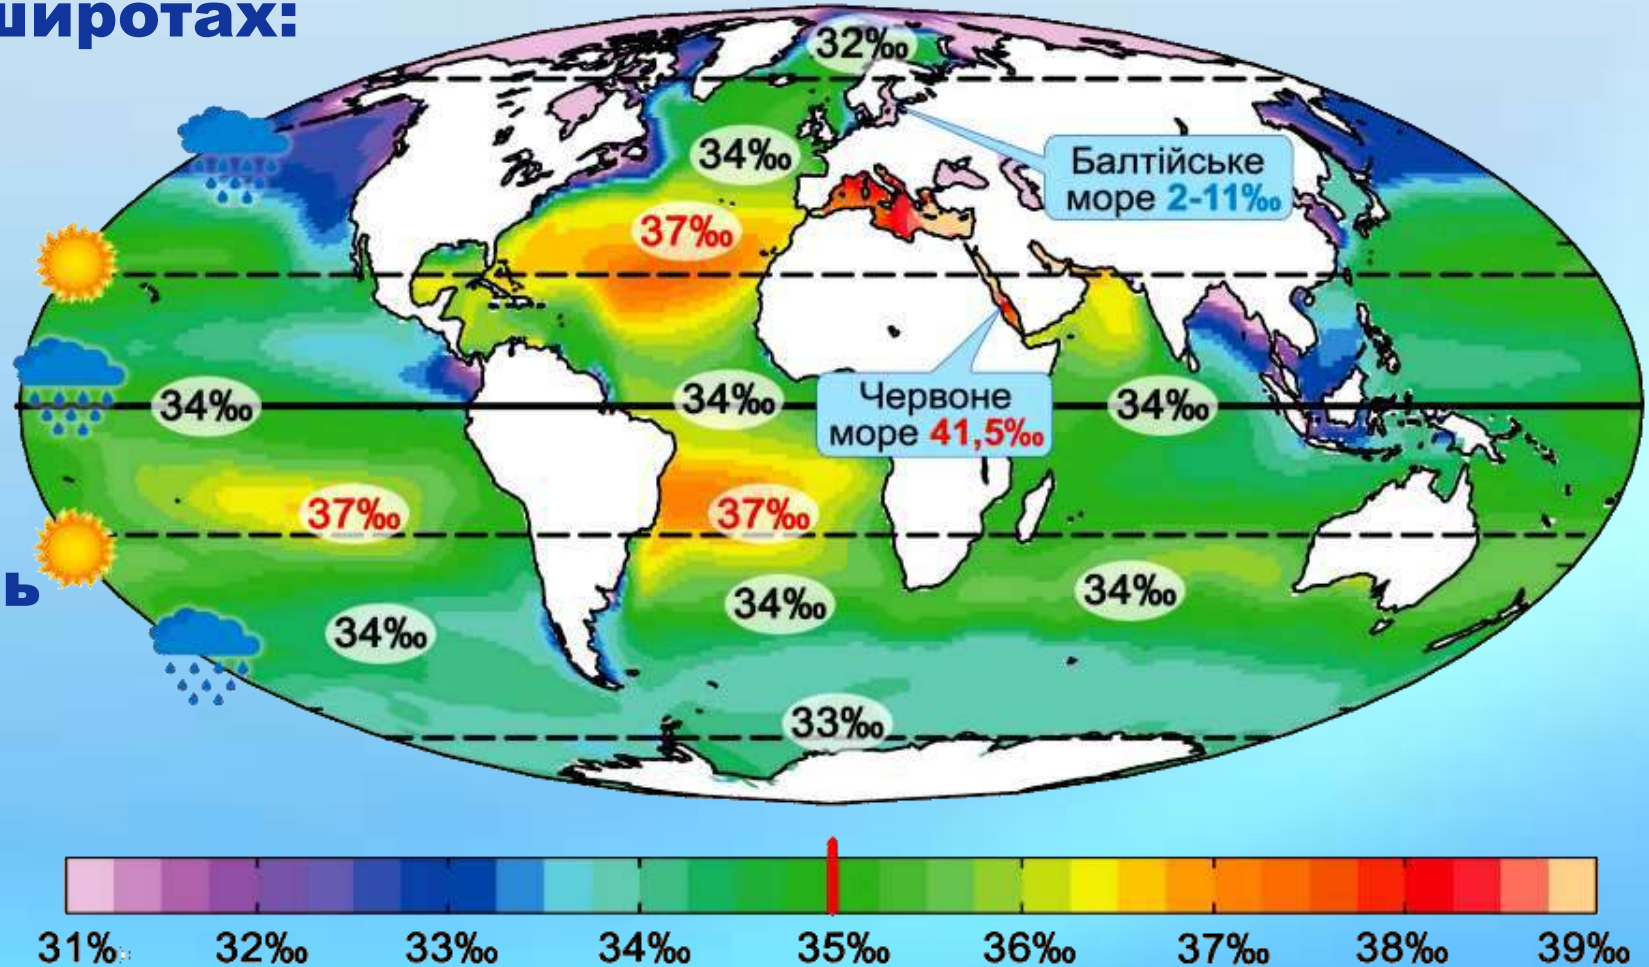 широтах:
32‰
34‰
Балтійське
море 2-11‰
37‰
34‰
34‰
Червоне
море 41,5‰
34‰
37‰
37‰
ь
34‰
34‰
34‰
33‰
31‰ 32‰ 33‰ 34‰ 35‰ 36‰ 37‰ 38‰ 39‰